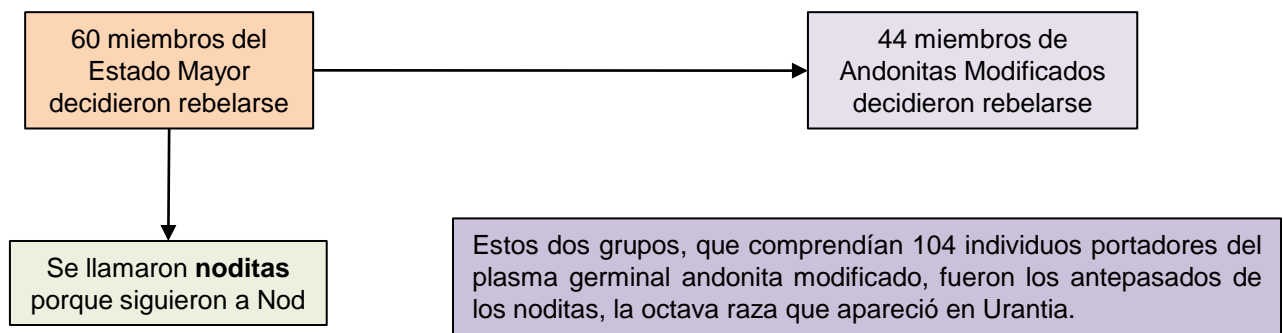 60 miembros del
Estado Mayor
decidieron rebelarse
44 miembros de
Andonitas Modificados
decidieron rebelarse
Se llamaron noditas
porque siguieron a Nod
Estos dos grupos, que comprendían 104 individuos portadores del
plasma germinal andonita modificado, fueron los antepasados de
los noditas, la octava raza que apareció en Urantia.